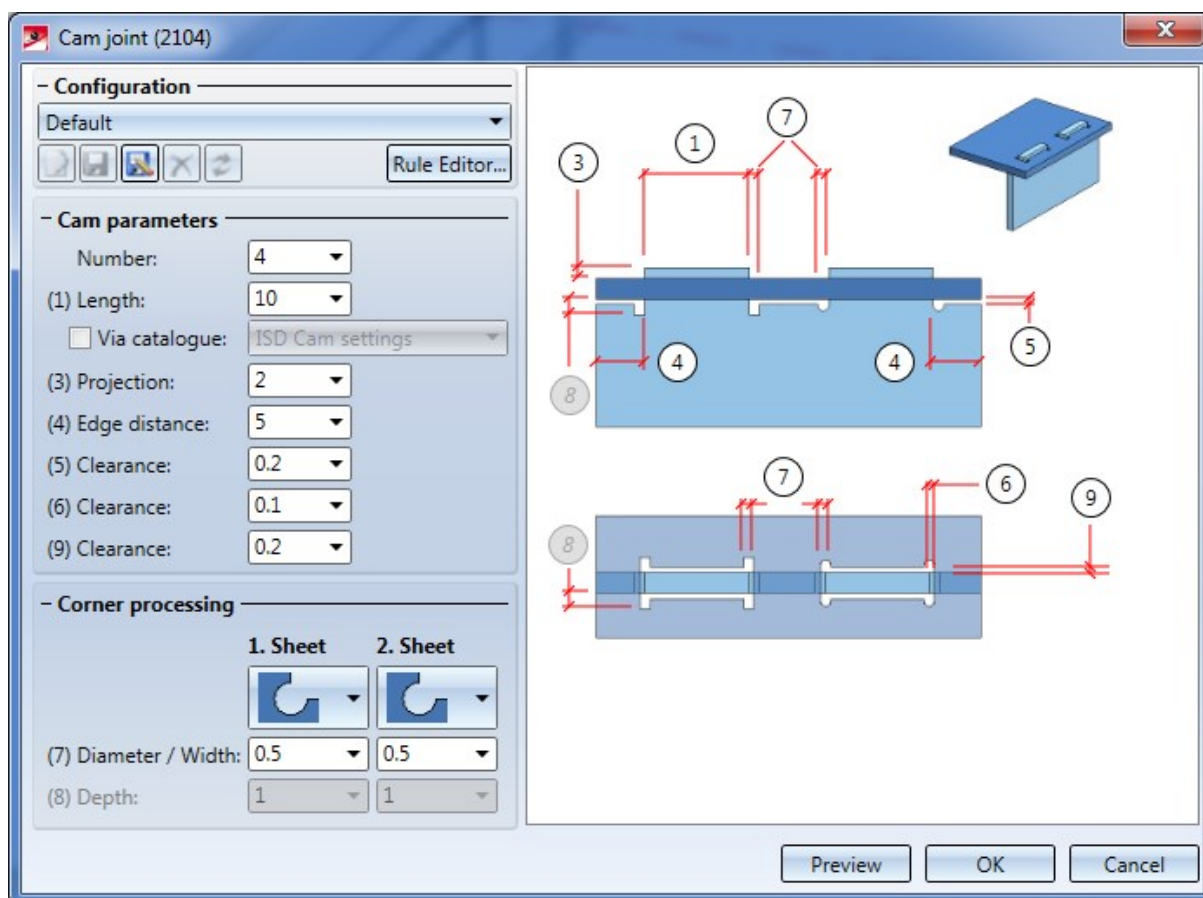 Cam joint (2104)
Configuration
Default
Rule Editor...
Cam parameters
Number: 4
(1) Length: 10
Via catalogue: ISD Cam settings
(3) Projection: 2
(4) Edge distance: 5
(5) Clearance: 0.2
(6) Clearance: 0.1
(9) Clearance: 0.2
Corner processing
1. Sheet 2. Sheet
(7) Diameter / Width: 0.5 0.5
(8) Depth: 1 1
7
1
3
5
4 4
8
7
6
9
8
Preview OK Cancel